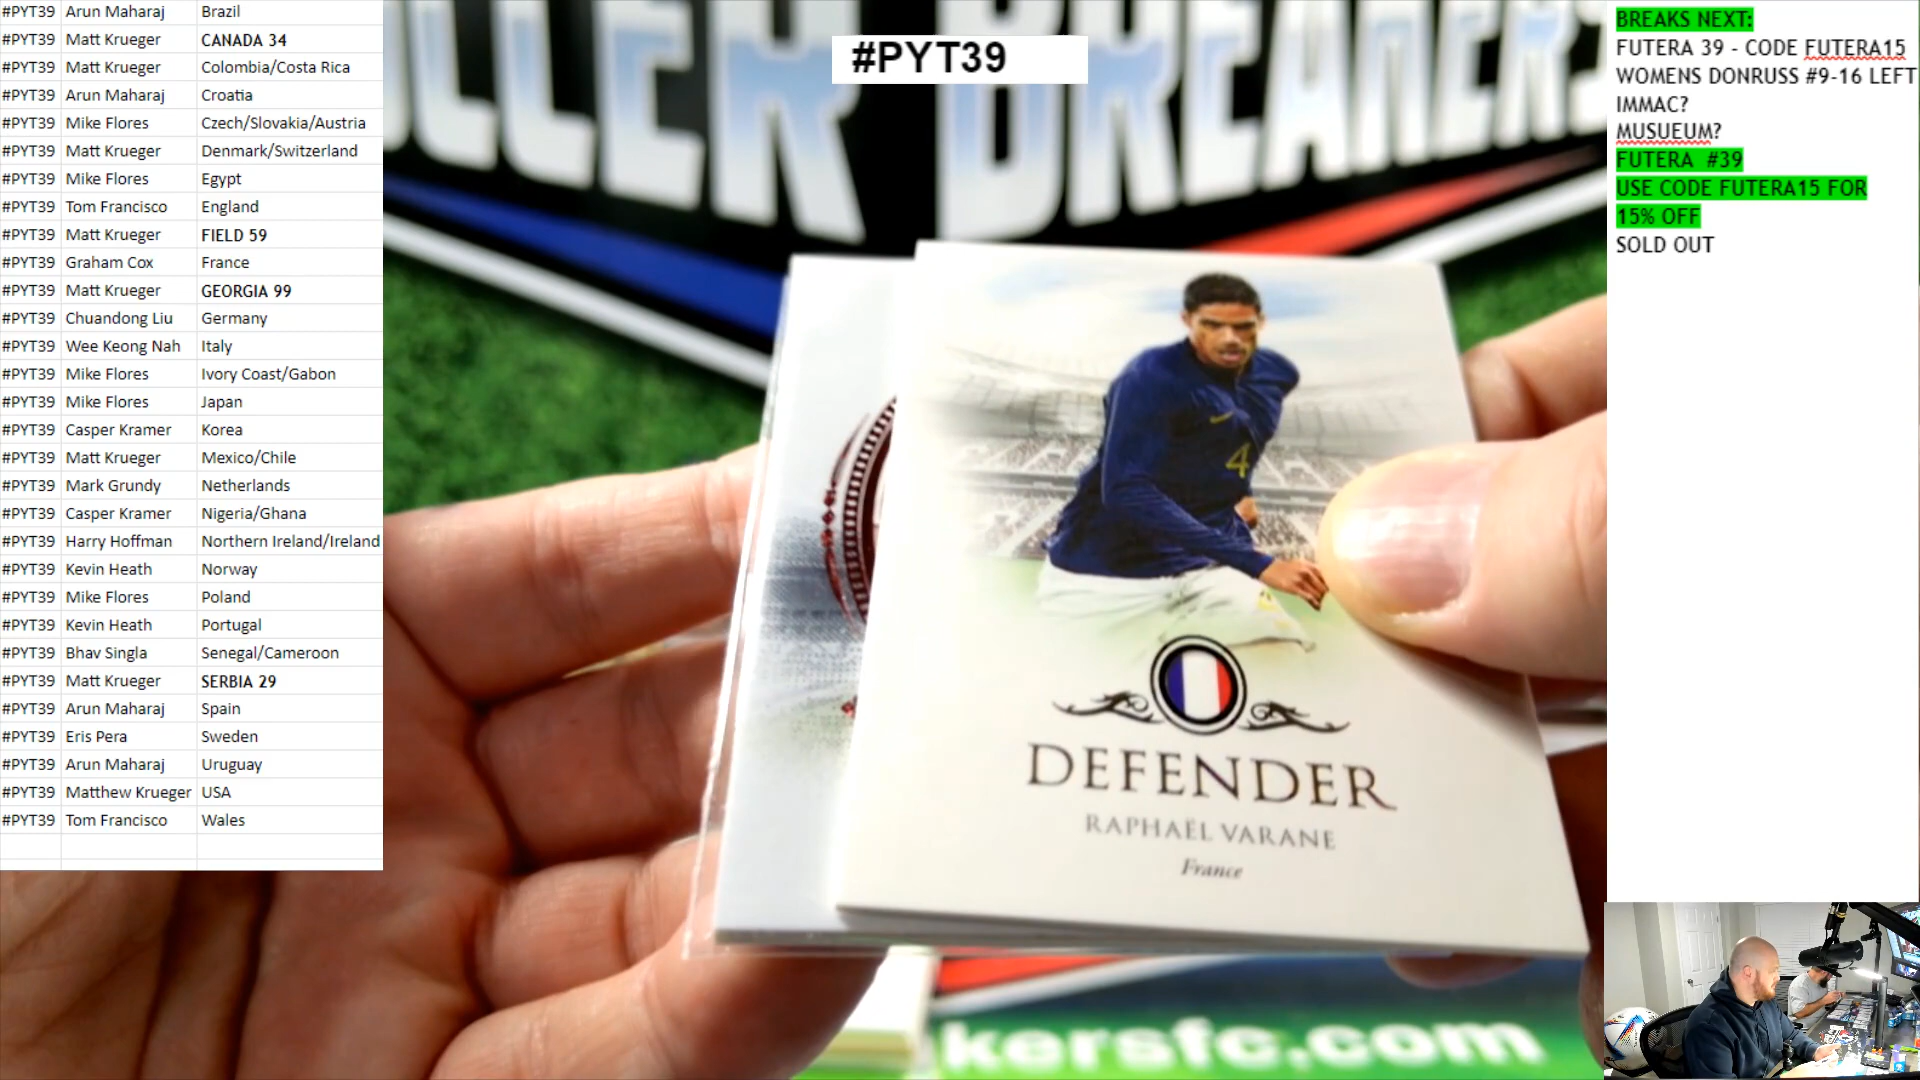 #PYT39 Arun Maharaj Brazil
#PYT39 Matt Krueger CANADA 34
#PYT39 Matt Krueger Colombia/Costa Rica
#PYT39 Arun Maharaj Croatia
#PYT39 Mike Flores Czech/Slovakia/Austria
#PYT39 Matt Krueger Denmark/Switzerland
#PYT39 Mike Flores Egypt
#PYT39 Tom Francisco England
#PYT39 Matt Krueger FIELD 59
#PYT39 Graham Cox France
#PYT39 Matt Krueger GEORGIA 99
#PYT39 Chuandong Liu Germany
#PYT39 Wee Keong Nah Italy
#PYT39 Mike Flores Ivory Coast/Gabon
#PYT39 Mike Flores Japan
#PYT39 Casper Kramer Korea
#PYT39 Matt Krueger Mexico/Chile
#PYT39 Mark Grundy Netherlands
#PYT39 Casper Kramer Nigeria/Ghana
#PYT39 Harry Hoffman Northern Ireland/Ireland
#PYT39 Kevin Heath Norway
#PYT39 Mike Flores Poland
#PYT39 Kevin Heath Portugal
#PYT39 Bhav Singla Senegal/Cameroon
#PYT39 Matt Krueger SERBIA 29
#PYT39 Arun Maharaj Spain
#PYT39 Eris Pera Sweden
#PYT39 Arun Maharaj Uruguay
#PYT39 Matthew Krueger USA
#PYT39 Tom Francisco Wales
#PYT39
4
DEFENDER
RAPHAËL VARANE
France
kersfc.com
BREAKS NEXT:
FUTERA 39 - CODE FUTERA15
WOMENS DONRUSS #9-16 LEFT
IMMAC?
MUSUEUM?
FUTERA #39
USE CODE FUTERA15 FOR
15% OFF
SOLD OUT